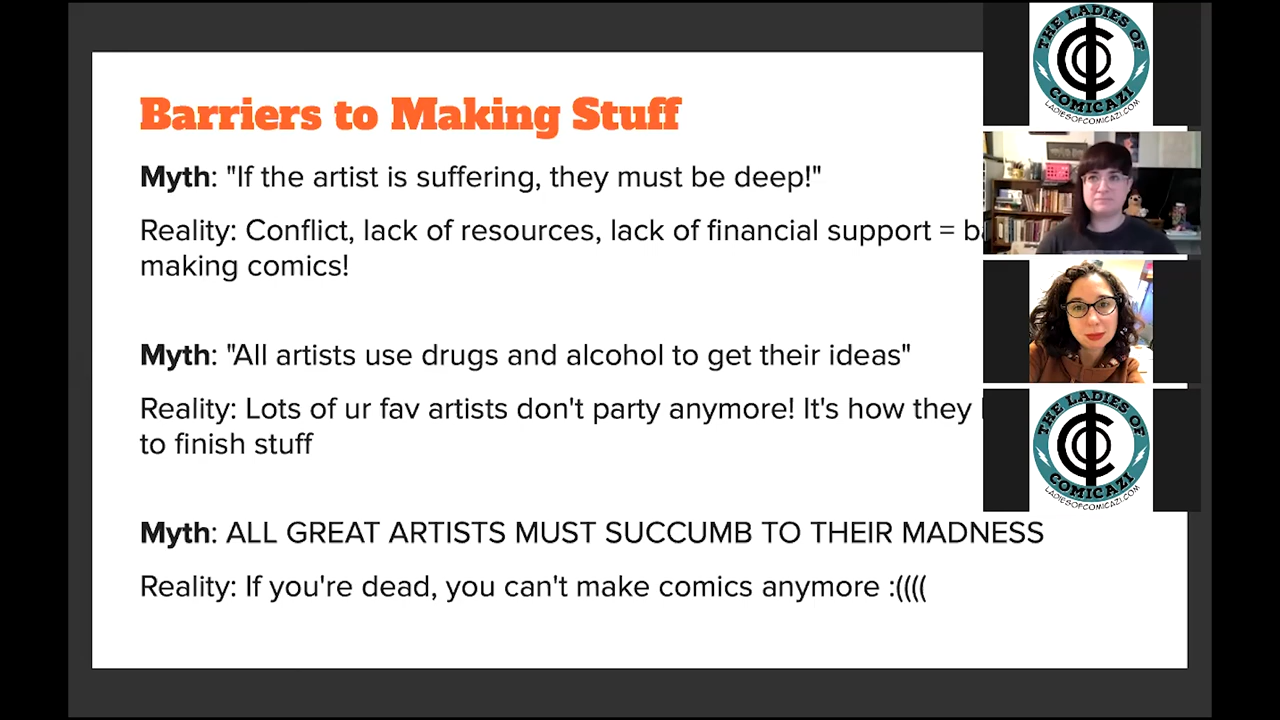 Barriers to Making Stuff
Myth: "If the artist is suffering, they must be deep!"
Reality: Conflict, lack of resources, lack of financial support =
making comics!
Myth: "All artists use drugs and alcohol to get their ideas"
Reality: Lots of ur fav artists don't party anymore! It's how they
to finish stuff
Myth: ALL GREAT ARTISTS MUST SUCCUMB TO THEIR MADNESS
Reality: If you're dead, you can't make comics anymore :((((
THE LADIES OF
COMICAZI
LADIESOFCOMICAZI.COM
THE LADIES OF
COMICAZI
LADIESOFCOMICAZI.COM